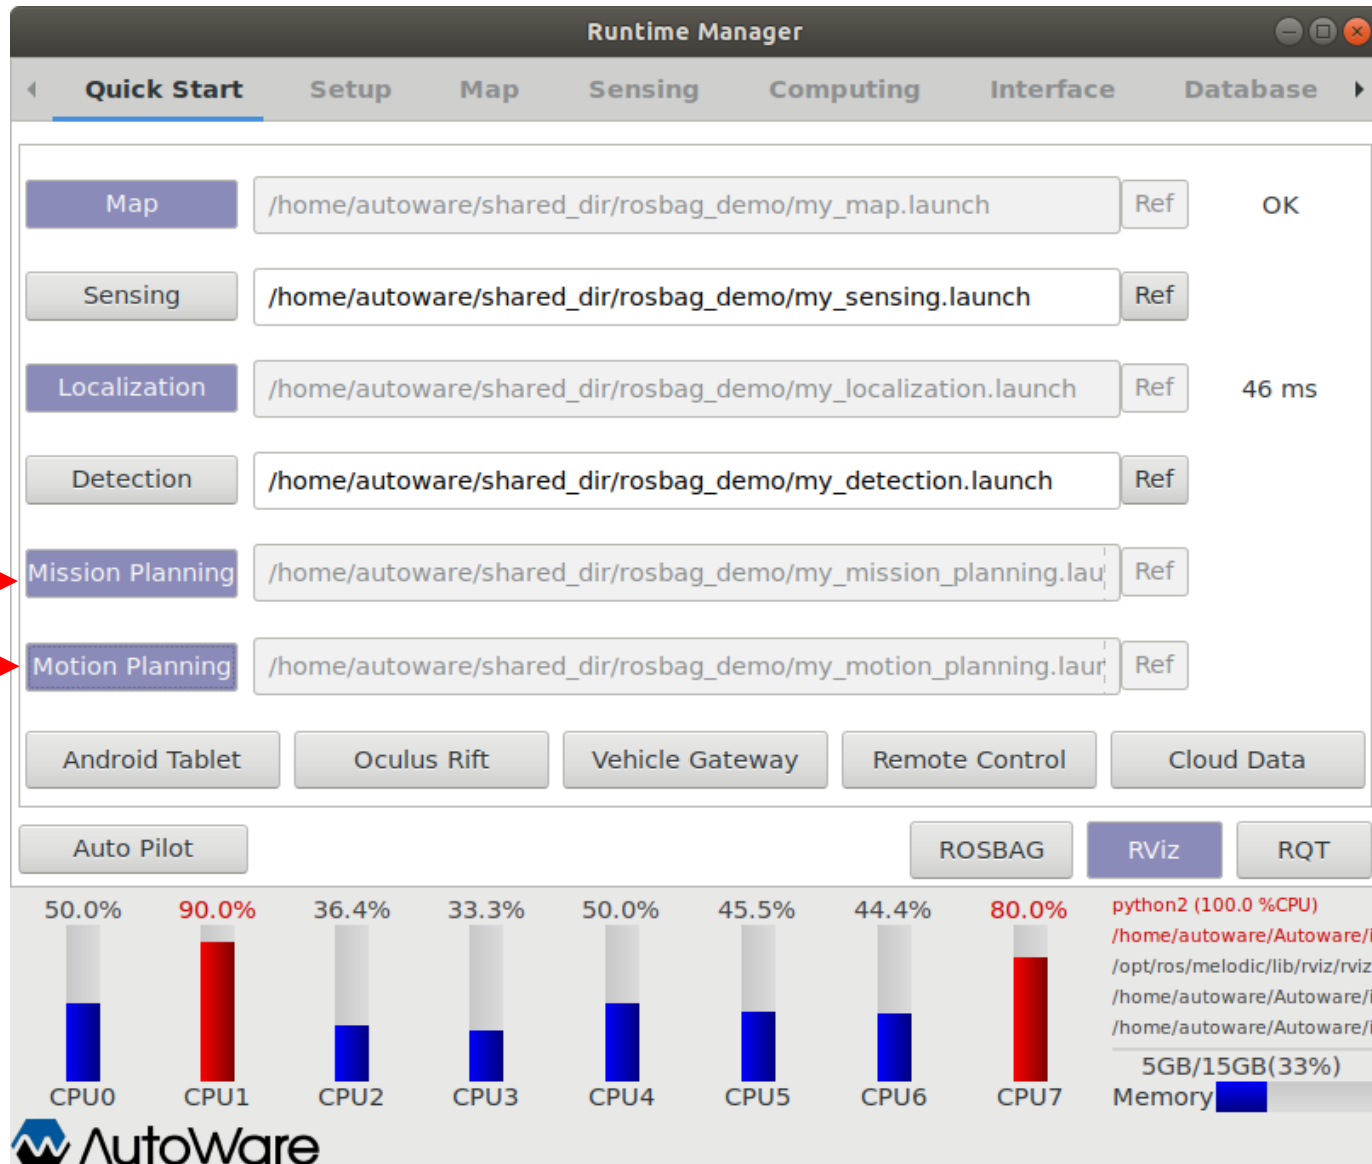 Runtime Manager
Quick Start Setup Map Sensing Computing Interface Database
Map /home/autoware/shared_dir/rosbag_demo/my_map.launch Ref OK
Sensing /home/autoware/shared_dir/rosbag_demo/my_sensing.launch Ref
Localization /home/autoware/shared_dir/rosbag_demo/my_localization.launch Ref 46 ms
Detection /home/autoware/shared_dir/rosbag_demo/my_detection.launch Ref
Mission Planning /home/autoware/shared_dir/rosbag_demo/my_mission_planning.lau Ref
Motion Planning /home/autoware/shared_dir/rosbag_demo/my_motion_planning.laun Ref
Android Tablet Oculus Rift Vehicle Gateway Remote Control Cloud Data
Auto Pilot ROSBAG RViz RQT
50.0% 90.0% 36.4% 33.3% 50.0% 45.5% 44.4% 80.0%
python2 (100.0 %CPU)
/home/autoware/Autoware/i
/opt/ros/melodic/lib/rviz/rviz
/home/autoware/Autoware/i
/home/autoware/Autoware/i
5GB/15GB(33%)
CPU0 CPU1 CPU2 CPU3 CPU4 CPU5 CPU6 CPU7 Memory
AutoWare